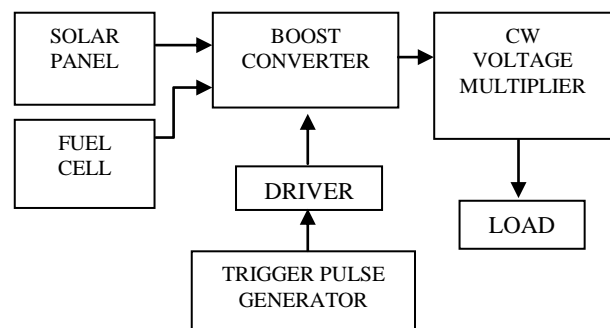 SOLAR
PANEL
BOOST
CONVERTER
CW
VOLTAGE
MULTIPLIER
FUEL
CELL
DRIVER
LOAD
TRIGGER PULSE
GENERATOR